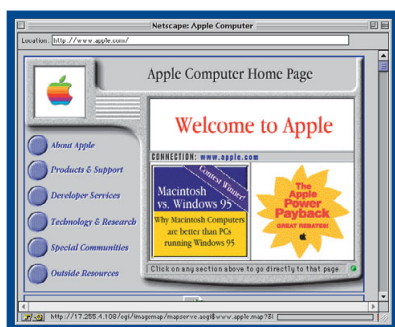 Netscape: Apple Computer
Location: http://www.apple.com/
Apple Computer Home Page
Welcome to Apple
CONNECTION: www.apple.com
About Apple
Products & Support
Developer Services
Technology & Research
Special Communities
Outside Resources
Contest Winner!
Macintosh
vs. Windows 95
Why Macintosh Computers
are better than PCs
running Windows 95
The
Apple
Power
Payback
GREAT REBATES!
Click on any section above to go directly to that page
http://17.255.4.108/cgi/imagemap/mapserve.acgi$www.apple.map?81